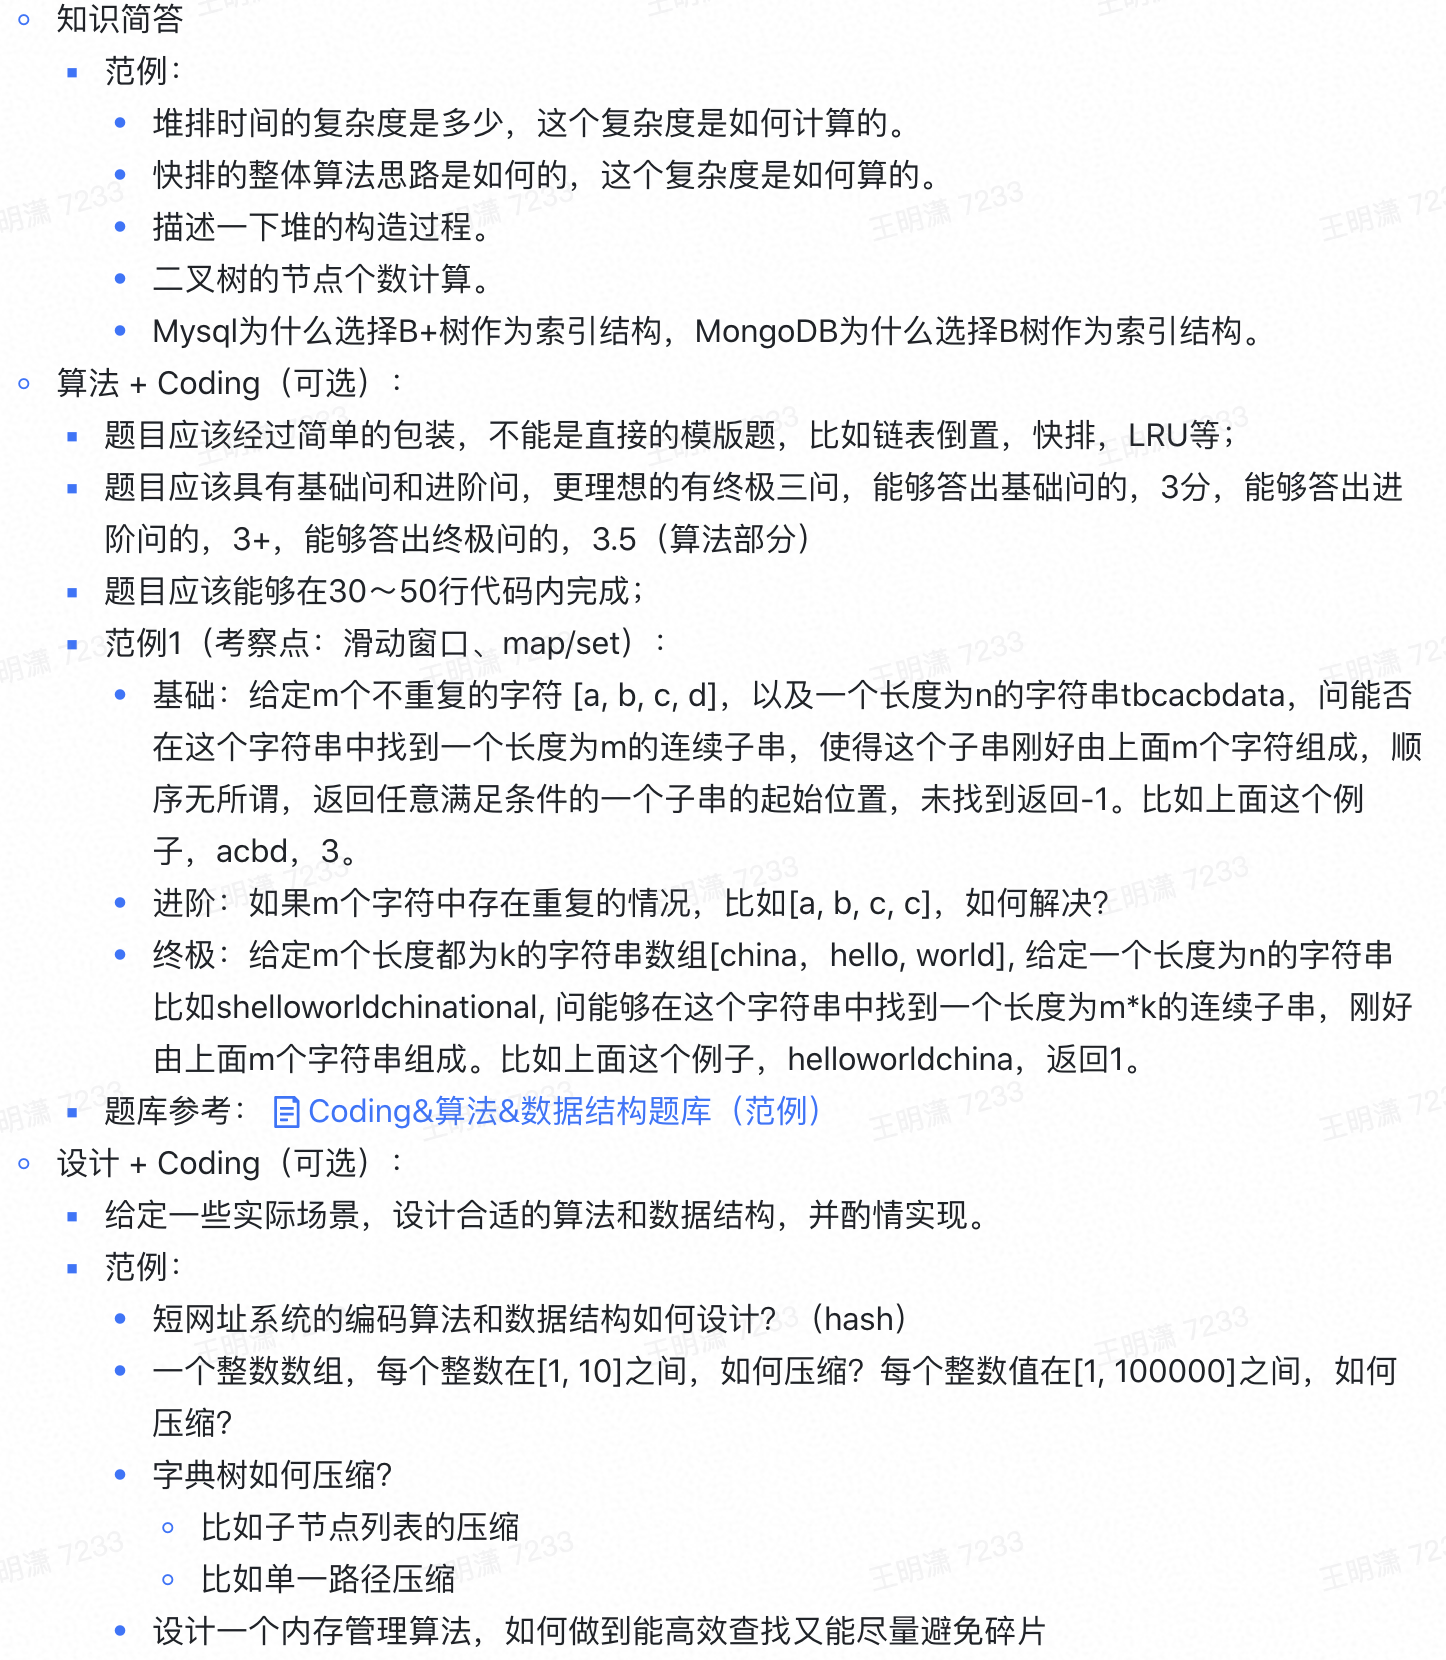 知识简答
范例：
堆排时间的复杂度是多少，这个复杂度是如何计算的。
快排的整体算法思路是如何的，这个复杂度是如何算的。
描述一下堆的构造过程。
二叉树的节点个数计算。
Mysql为什么选择B+树作为索引结构，MongoDB为什么选择B树作为索引结构。
算法 + Coding（可选）：
题目应该经过简单的包装，不能是直接的模版题，比如链表倒置，快排，LRU等；
题目应该具有基础问和进阶问，更理想的有终极三问，能够答出基础问的，3分，能够答出进
阶问的，3+，能够答出终极问的，3.5（算法部分）
题目应该能够在30～50行代码内完成；
范例1（考察点：滑动窗口、map/set）：
基础：给定m个不重复的字符 [a, b, c, d]，以及一个长度为n的字符串tbcacbdata，问能否
在这个字符串中找到一个长度为m的连续子串，使得这个子串刚好由上面m个字符组成，顺
序无所谓，返回任意满足条件的一个子串的起始位置，未找到返回-1。比如上面这个例
子，acbd，3。
进阶：如果m个字符中存在重复的情况，比如[a, b, c, c]，如何解决?
终极：给定m个长度都为k的字符串数组[china，hello, world], 给定一个长度为n的字符串
比如shelloworldchinational, 问能够在这个字符串中找到一个长度为m*k的连续子串，刚好
由上面m个字符串组成。比如上面这个例子，helloworldchina，返回1。
题库参考： Coding&算法&数据结构题库（范例）
设计 + Coding（可选）：
给定一些实际场景，设计合适的算法和数据结构，并酌情实现。
范例：
短网址系统的编码算法和数据结构如何设计?（hash）
一个整数数组，每个整数在[1, 10]之间，如何压缩? 每个整数值在[1, 100000]之间，如何
压缩?
字典树如何压缩?
比如子节点列表的压缩
比如单一路径压缩
设计一个内存管理算法，如何做到能高效查找又能尽量避免碎片
王明潇 7233